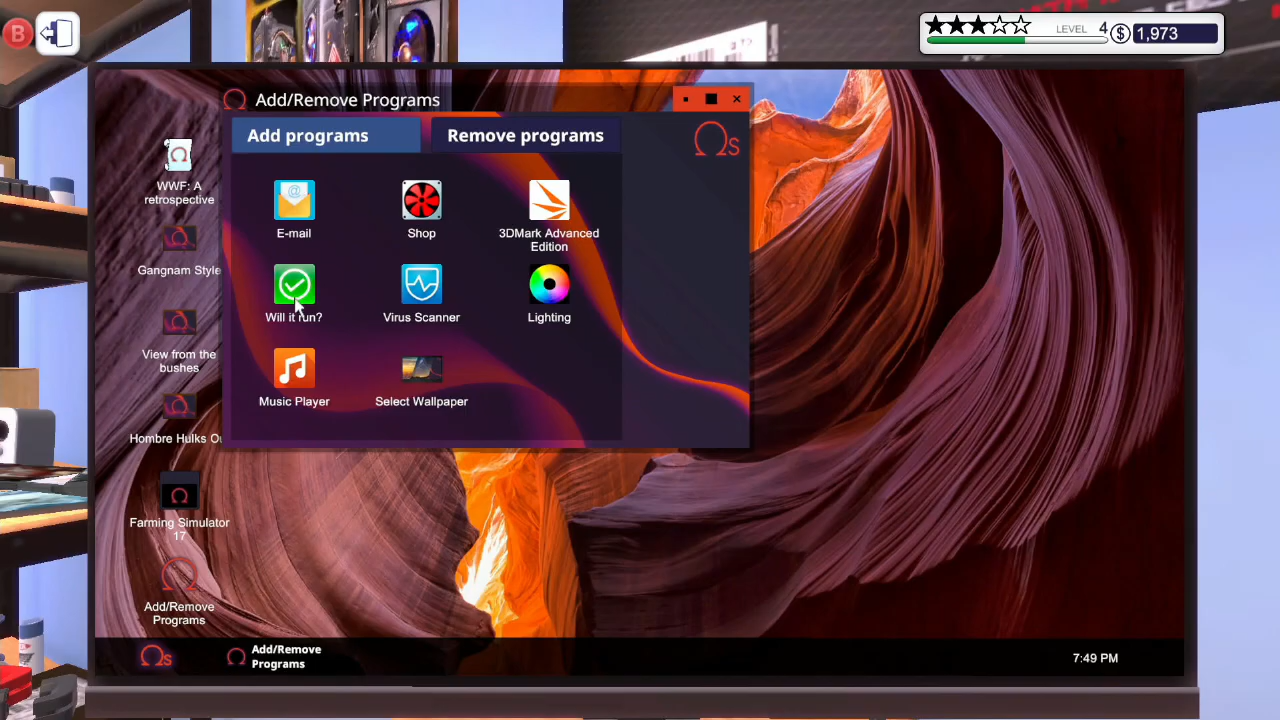 B
LEVEL 4 $ 1,973
Add/Remove Programs
Add programs
Remove programs
Ωs
E-mail
Shop
3DMark Advanced
Edition
Will it run?
Virus Scanner
Lighting
Music Player
Select Wallpaper
WWF: A
retrospective
Gangnam Style
View from the
bushes
Hombre Hulks O
Farming Simulator
17
Add/Remove
Programs
Ωs
Add/Remove
Programs
7:49 PM